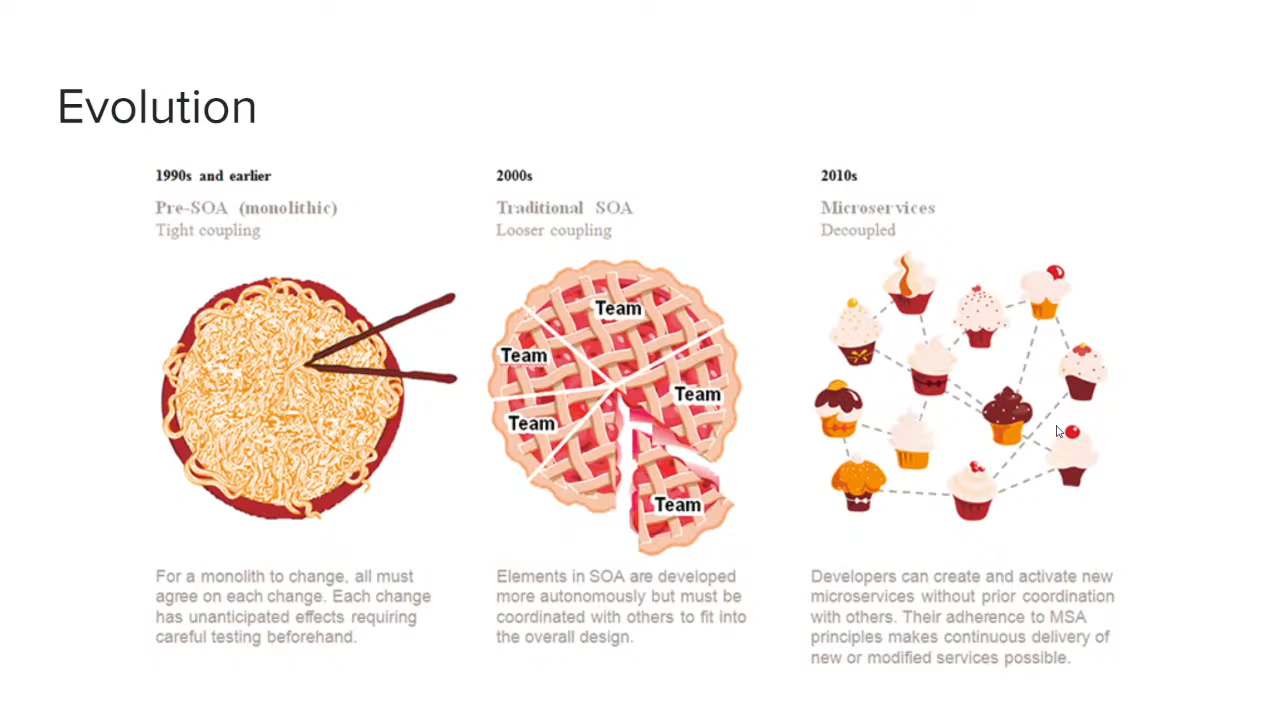 Evolution
1990s and earlier
Pre-SOA (monolithic)
Tight coupling
2000s
Traditional SOA
Looser coupling
2010s
Microservices
Decoupled
Team
Team
Team
Team
Team
For a monolith to change, all must
agree on each change. Each change
has unanticipated effects requiring
careful testing beforehand.
Elements in SOA are developed
more autonomously but must be
coordinated with others to fit into
the overall design.
Developers can create and activate new
microservices without prior coordination
with others. Their adherence to MSA
principles makes continuous delivery of
new or modified services possible.